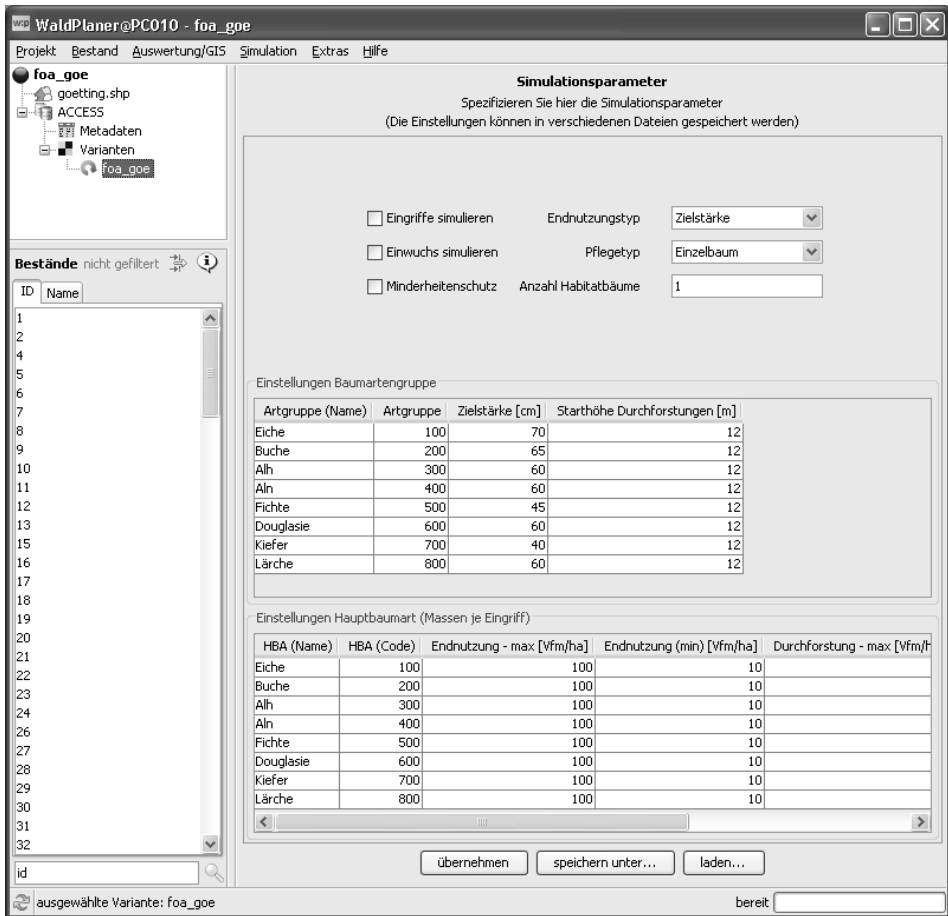 w:p WaldPlaner@PC010 - foa_goe
Projekt Bestand Auswertung/GIS Simulation Extras Hilfe
foa_goe
goetting.shp
ACCESS
Metadaten
Varianten
foa_goe
Bestände nicht gefiltert
ID Name
1
2
4
5
6
7
8
9
10
11
12
13
15
16
17
18
19
20
21
22
23
24
26
27
28
29
30
31
32
id
Simulationsparameter
Spezifizieren Sie hier die Simulationsparameter
(Die Einstellungen können in verschiedenen Dateien gespeichert werden)
Eingriffe simulieren Endnutzungstyp Zielstärke
Einwuchs simulieren Pflegetyp Einzelbaum
Minderheitenschutz Anzahl Habitatbäume 1
Einstellungen Baumartengruppe
Artgruppe (Name) Artgruppe Zielstärke [cm] Starthöhe Durchforstungen [m]
Eiche 100 70 12
Buche 200 65 12
Alh 300 60 12
Aln 400 60 12
Fichte 500 45 12
Douglasie 600 60 12
Kiefer 700 40 12
Lärche 800 60 12
Einstellungen Hauptbaumart (Massen je Eingriff)
HBA (Name) HBA (Code) Endnutzung - max [Vfm/ha] Endnutzung (min) [Vfm/ha] Durchforstung - max [Vfm/h
Eiche 100 100 10
Buche 200 100 10
Alh 300 100 10
Aln 400 100 10
Fichte 500 100 10
Douglasie 600 100 10
Kiefer 700 100 10
Lärche 800 100 10
übernehmen speichern unter... laden...
ausgewählte Variante: foa_goe bereit